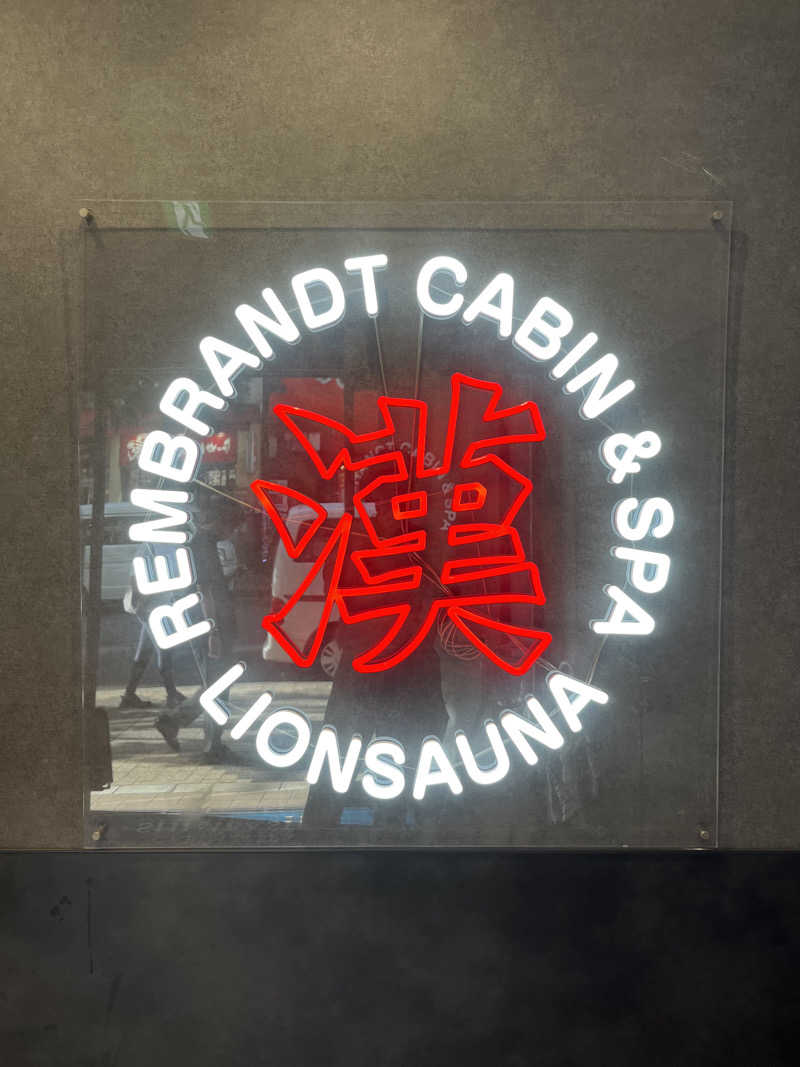 REMBRANDT CABIN & SPA
漢
LIONSAUNA